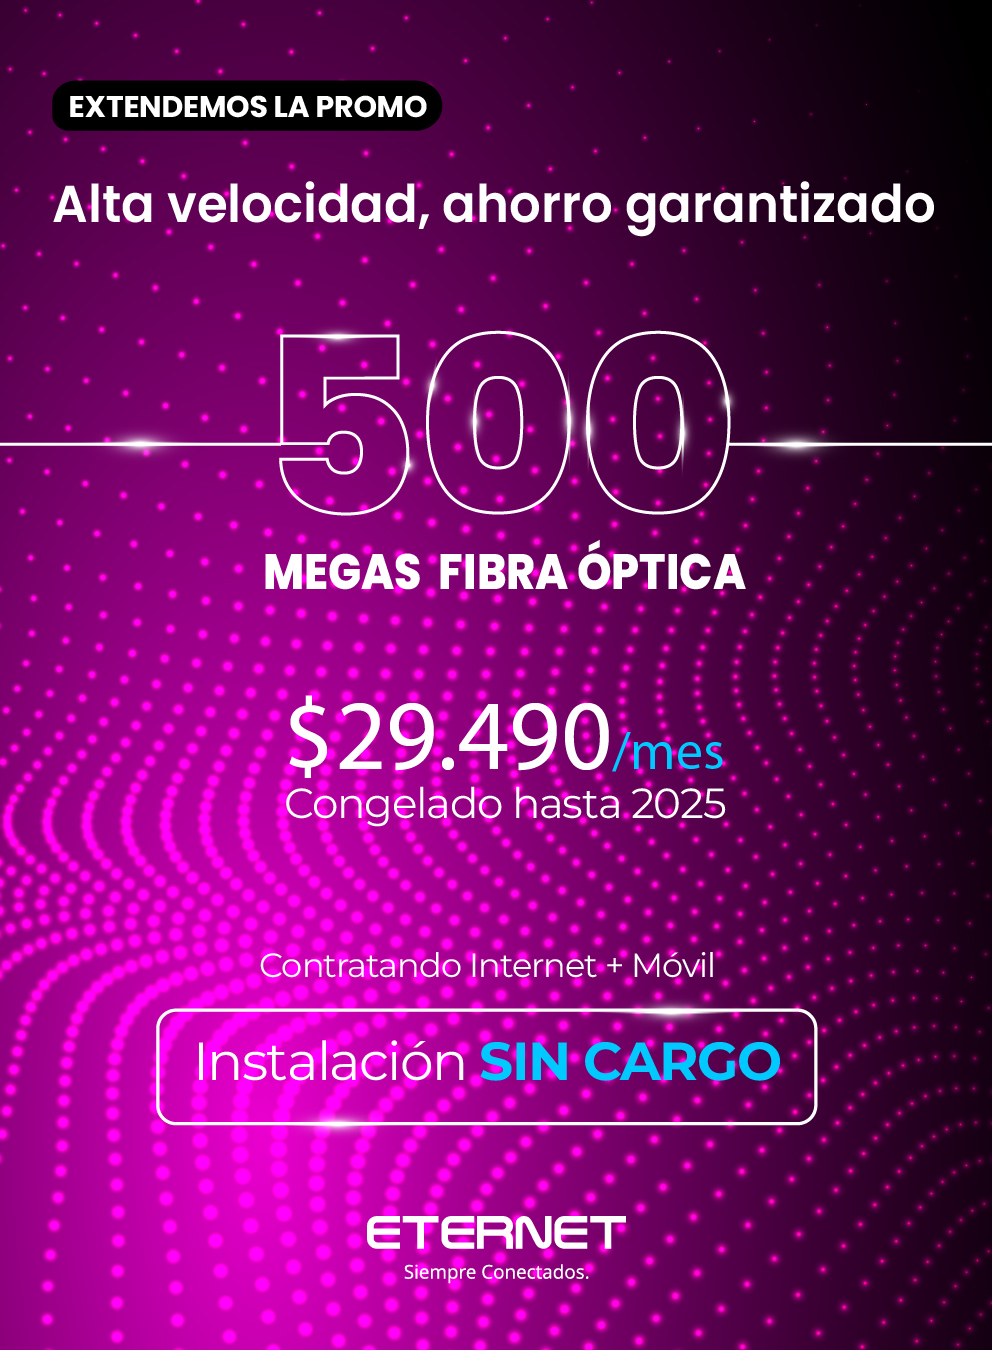 EXTENDEMOS LA PROMO
Alta velocidad, ahorro garantizado
500
MEGAS FIBRA ÓPTICA
$29.490/mes
Congelado hasta 2025
Contratando Internet + Móvil
Instalación SIN CARGO
ETERNET
Siempre Conectados.